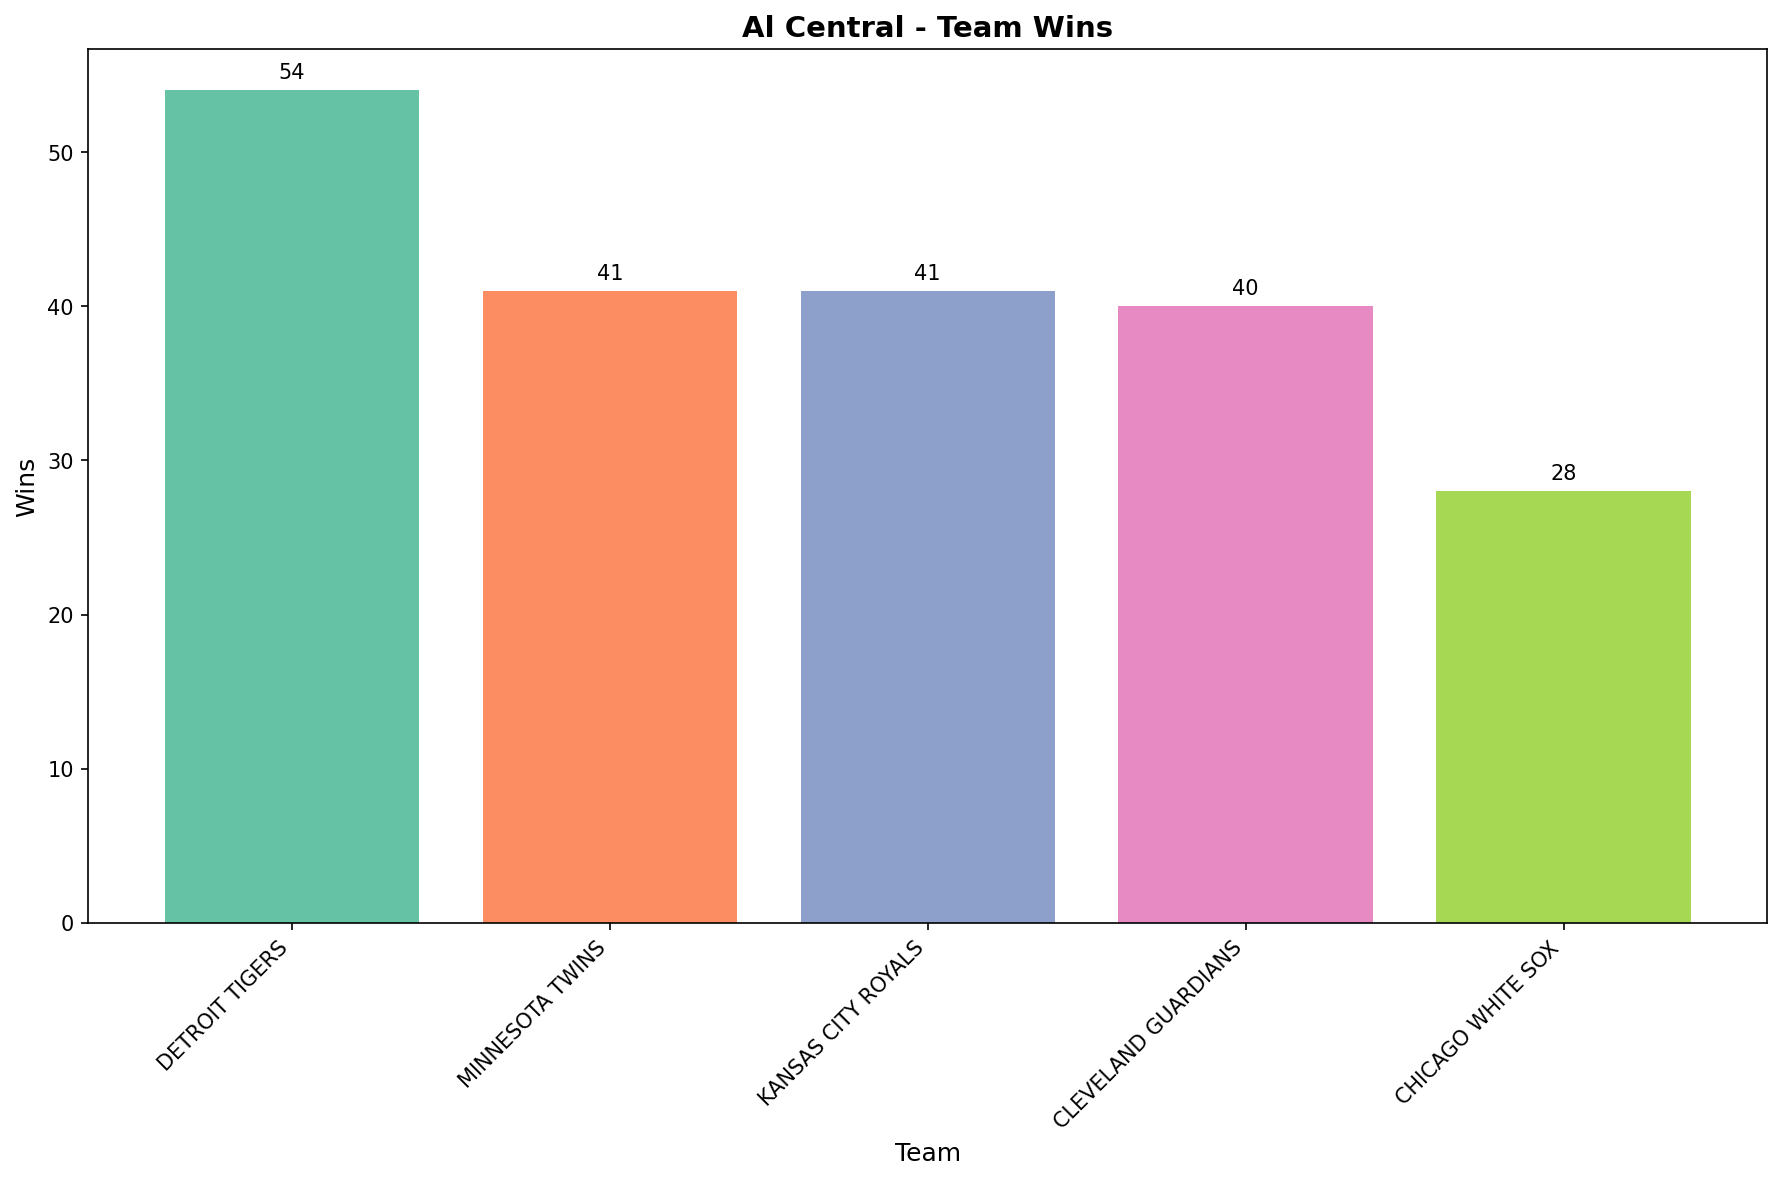 Al Central - Team Wins
54
41
41
40
28
Wins
50
40
30
20
10
0
DETROIT TIGERS
MINNESOTA TWINS
KANSAS CITY ROYALS
CLEVELAND GUARDIANS
CHICAGO WHITE SOX
Team